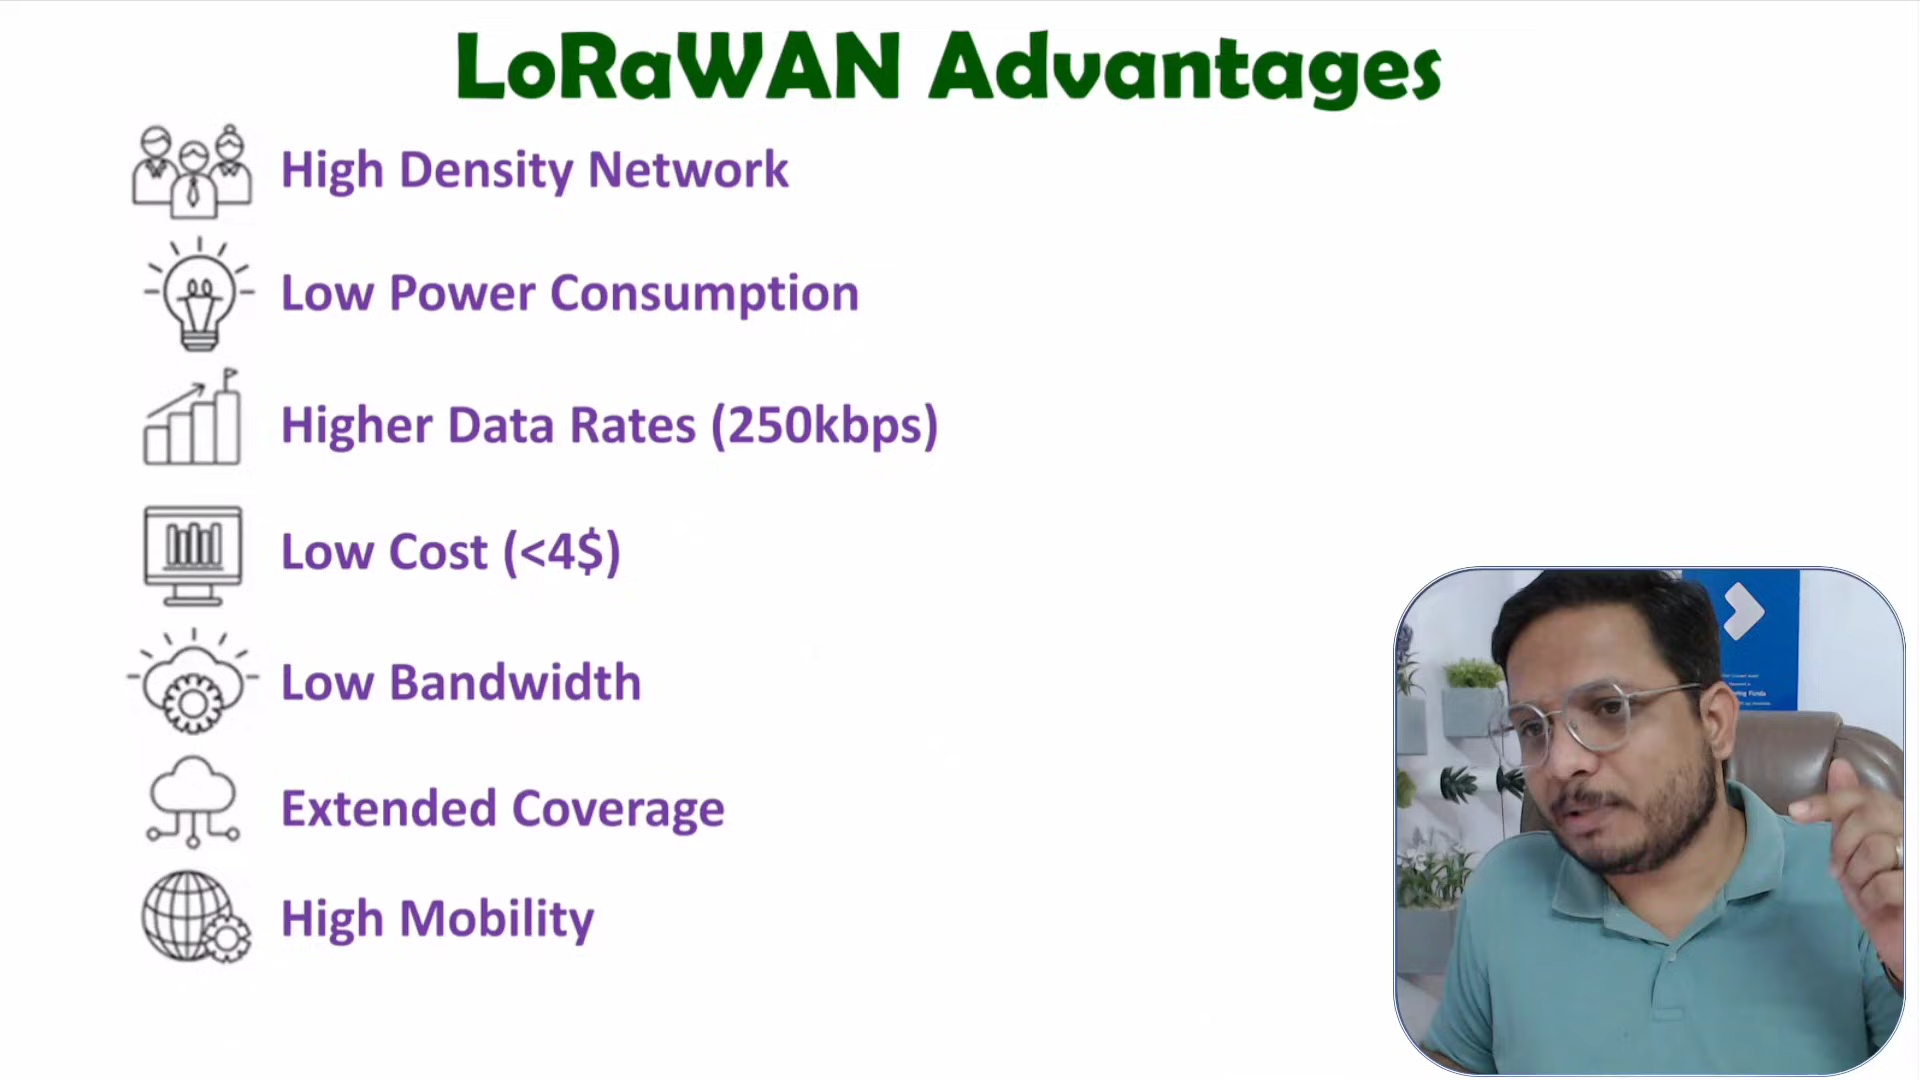 LoRaWAN Advantages
High Density Network
Low Power Consumption
Higher Data Rates (250kbps)
Low Cost (<4$)
Low Bandwidth
Extended Coverage
High Mobility